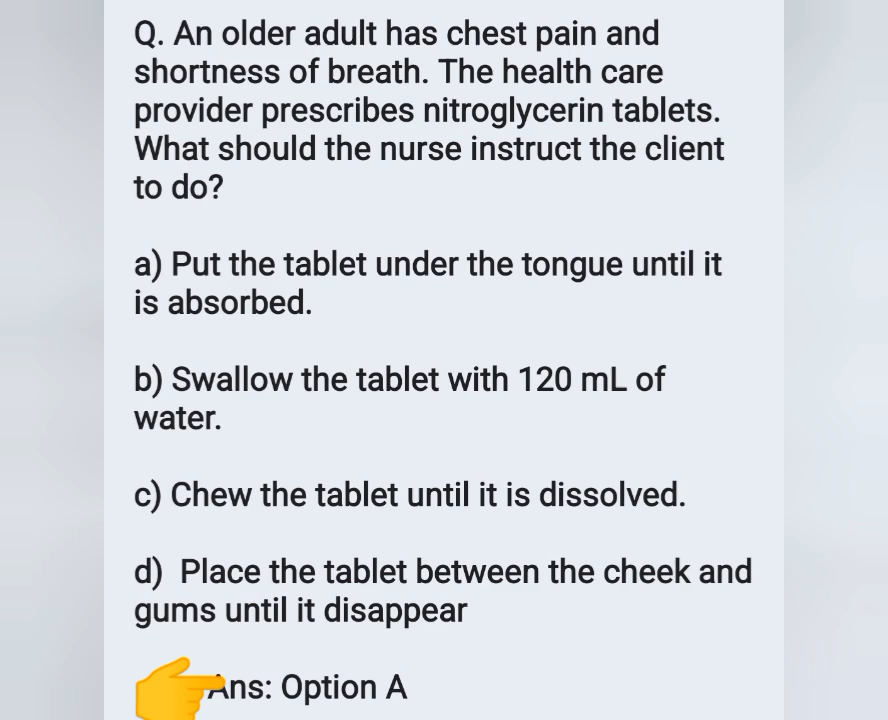 Q. An older adult has chest pain and
shortness of breath. The health care
provider prescribes nitroglycerin tablets.
What should the nurse instruct the client
to do?
a) Put the tablet under the tongue until it
is absorbed.
b) Swallow the tablet with 120 mL of
water.
c) Chew the tablet until it is dissolved.
d) Place the tablet between the cheek and
gums until it disappear
Ans: Option A